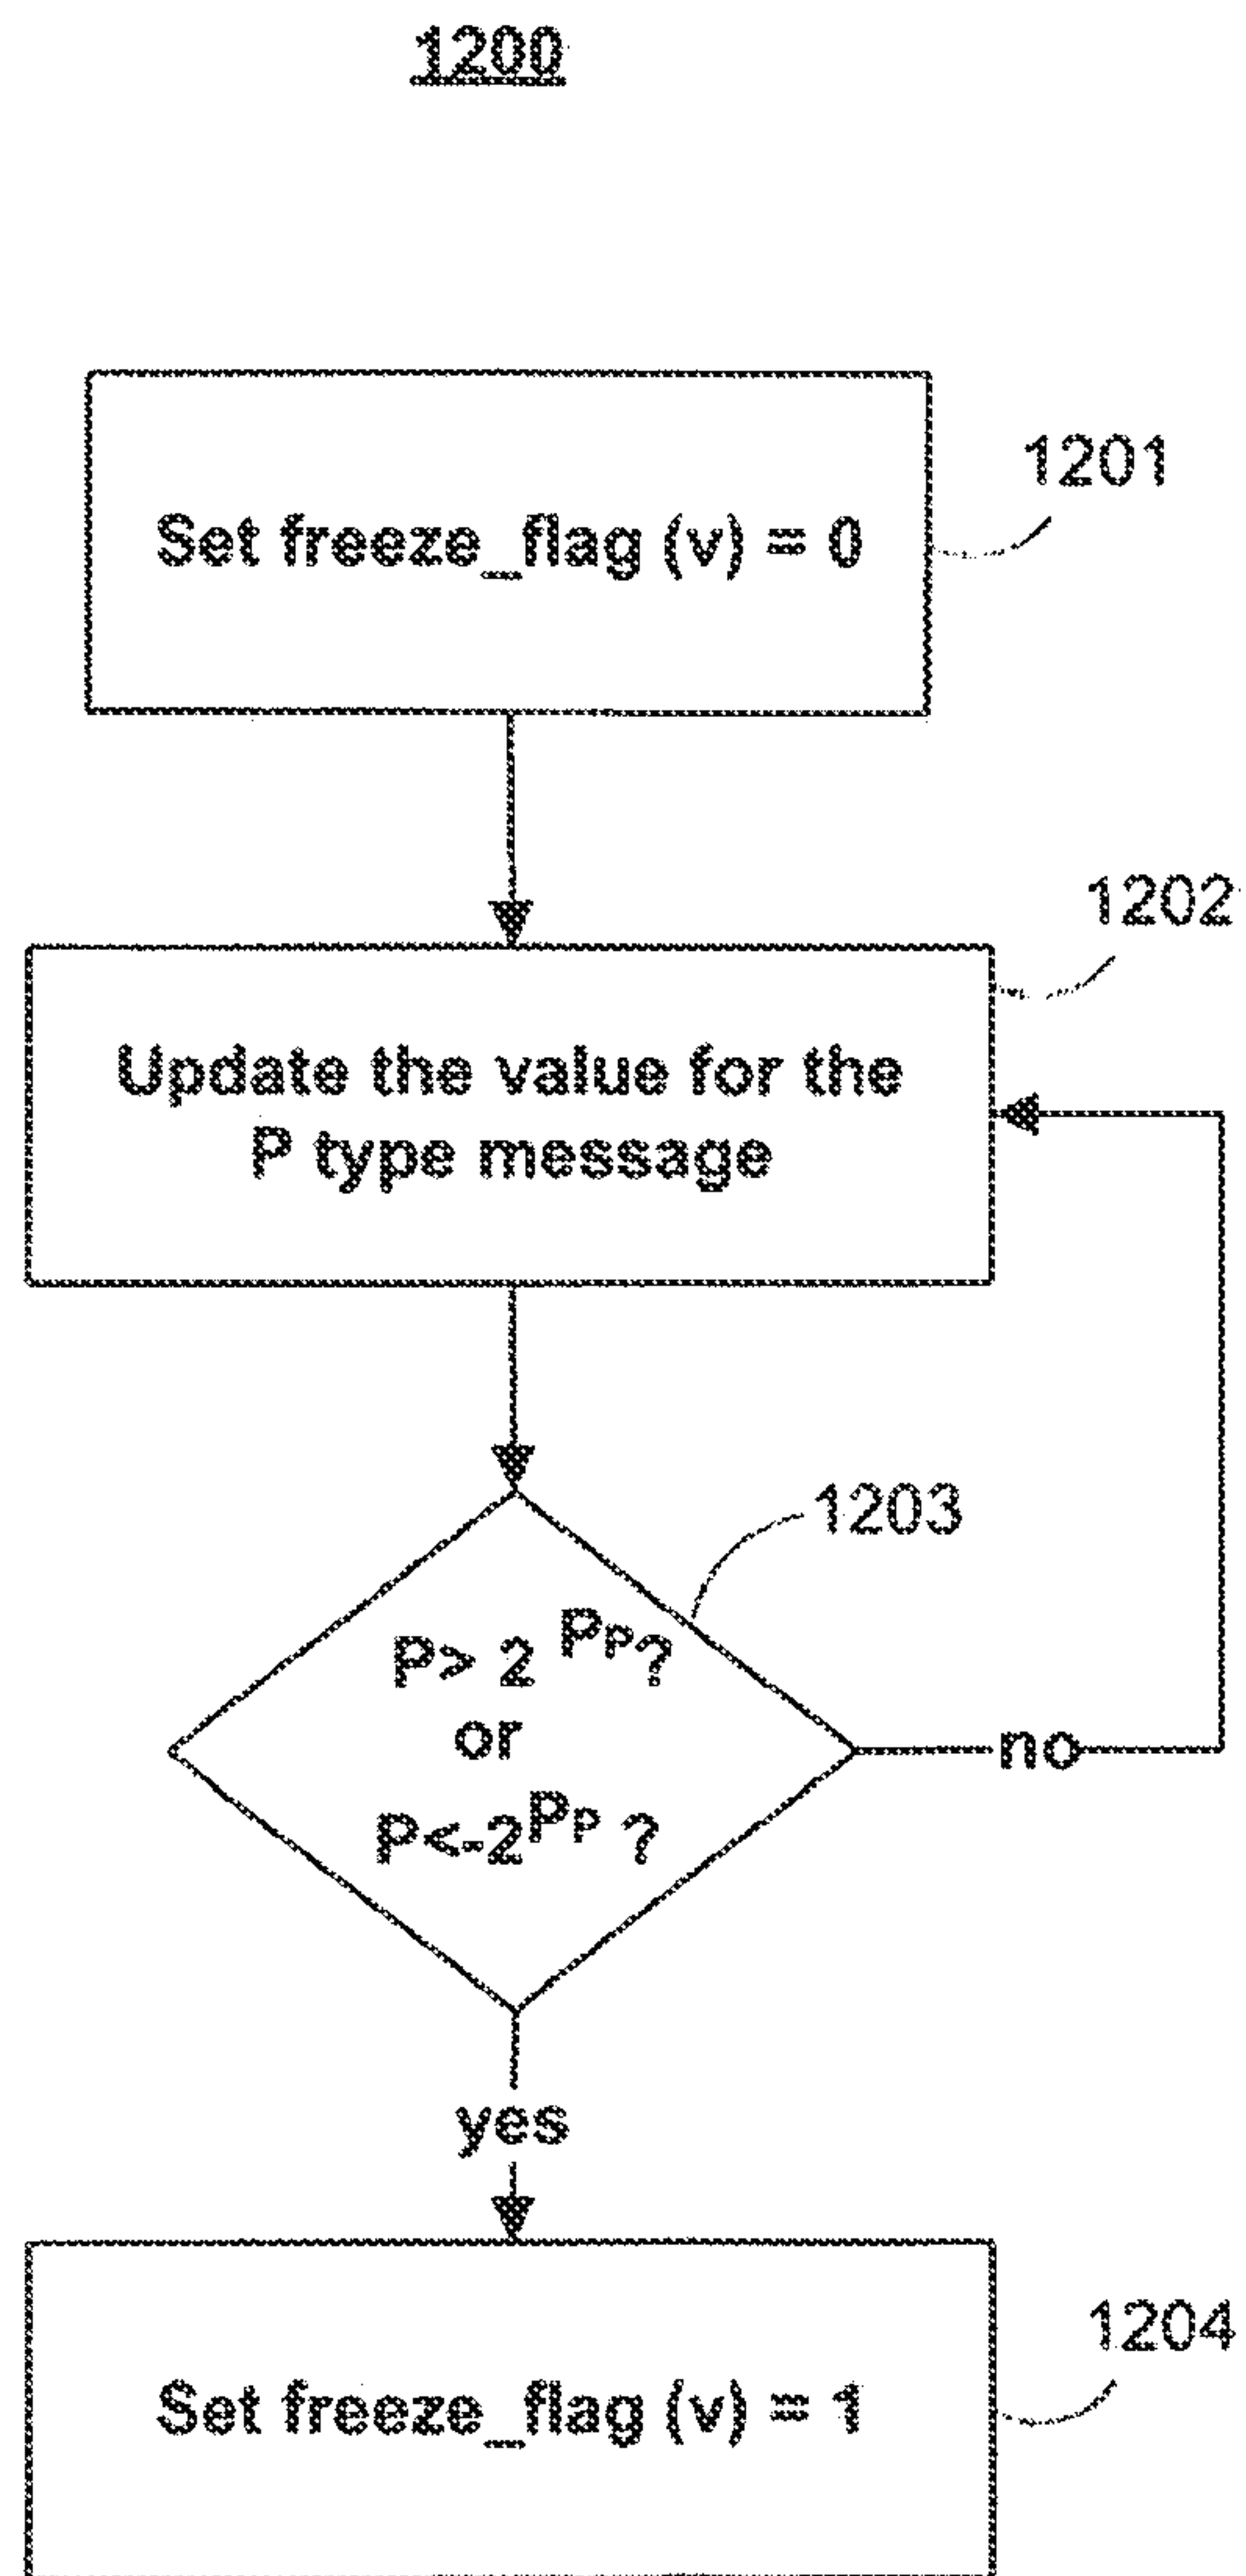 1200
Set freeze_flag (v) = 0
1201
1202
Update the value for the
P type message
1203
P> 2 PP?
or
P<-2PP ?
no
yes
Set freeze_flag (v) = 1
1204